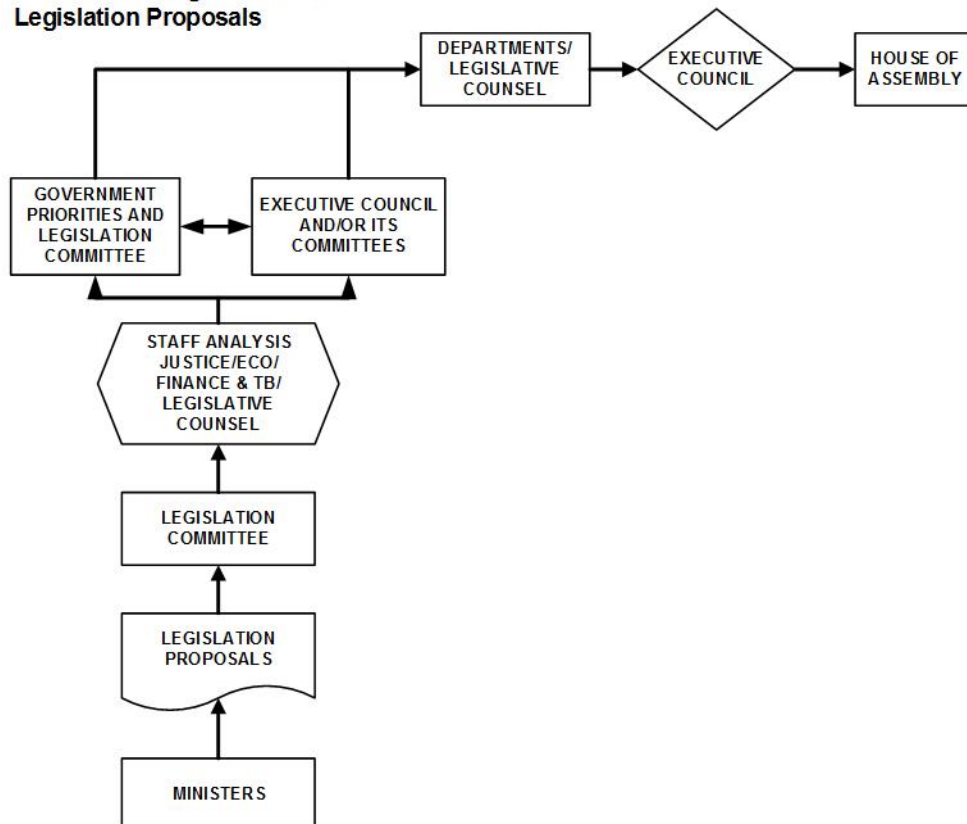 Legislation Proposals
DEPARTMENTS/
LEGISLATIVE
COUNSEL
EXECUTIVE
COUNCIL
HOUSE OF
ASSEMBLY
GOVERNMENT
PRIORITIES AND
LEGISLATION
COMMITTEE
EXECUTIVE COUNCIL
AND/OR ITS
COMMITTEES
STAFF ANALYSIS
JUSTICE/ECO/
FINANCE & TB/
LEGISLATIVE
COUNSEL
LEGISLATION
COMMITTEE
LEGISLATION
PROPOSALS
MINISTERS